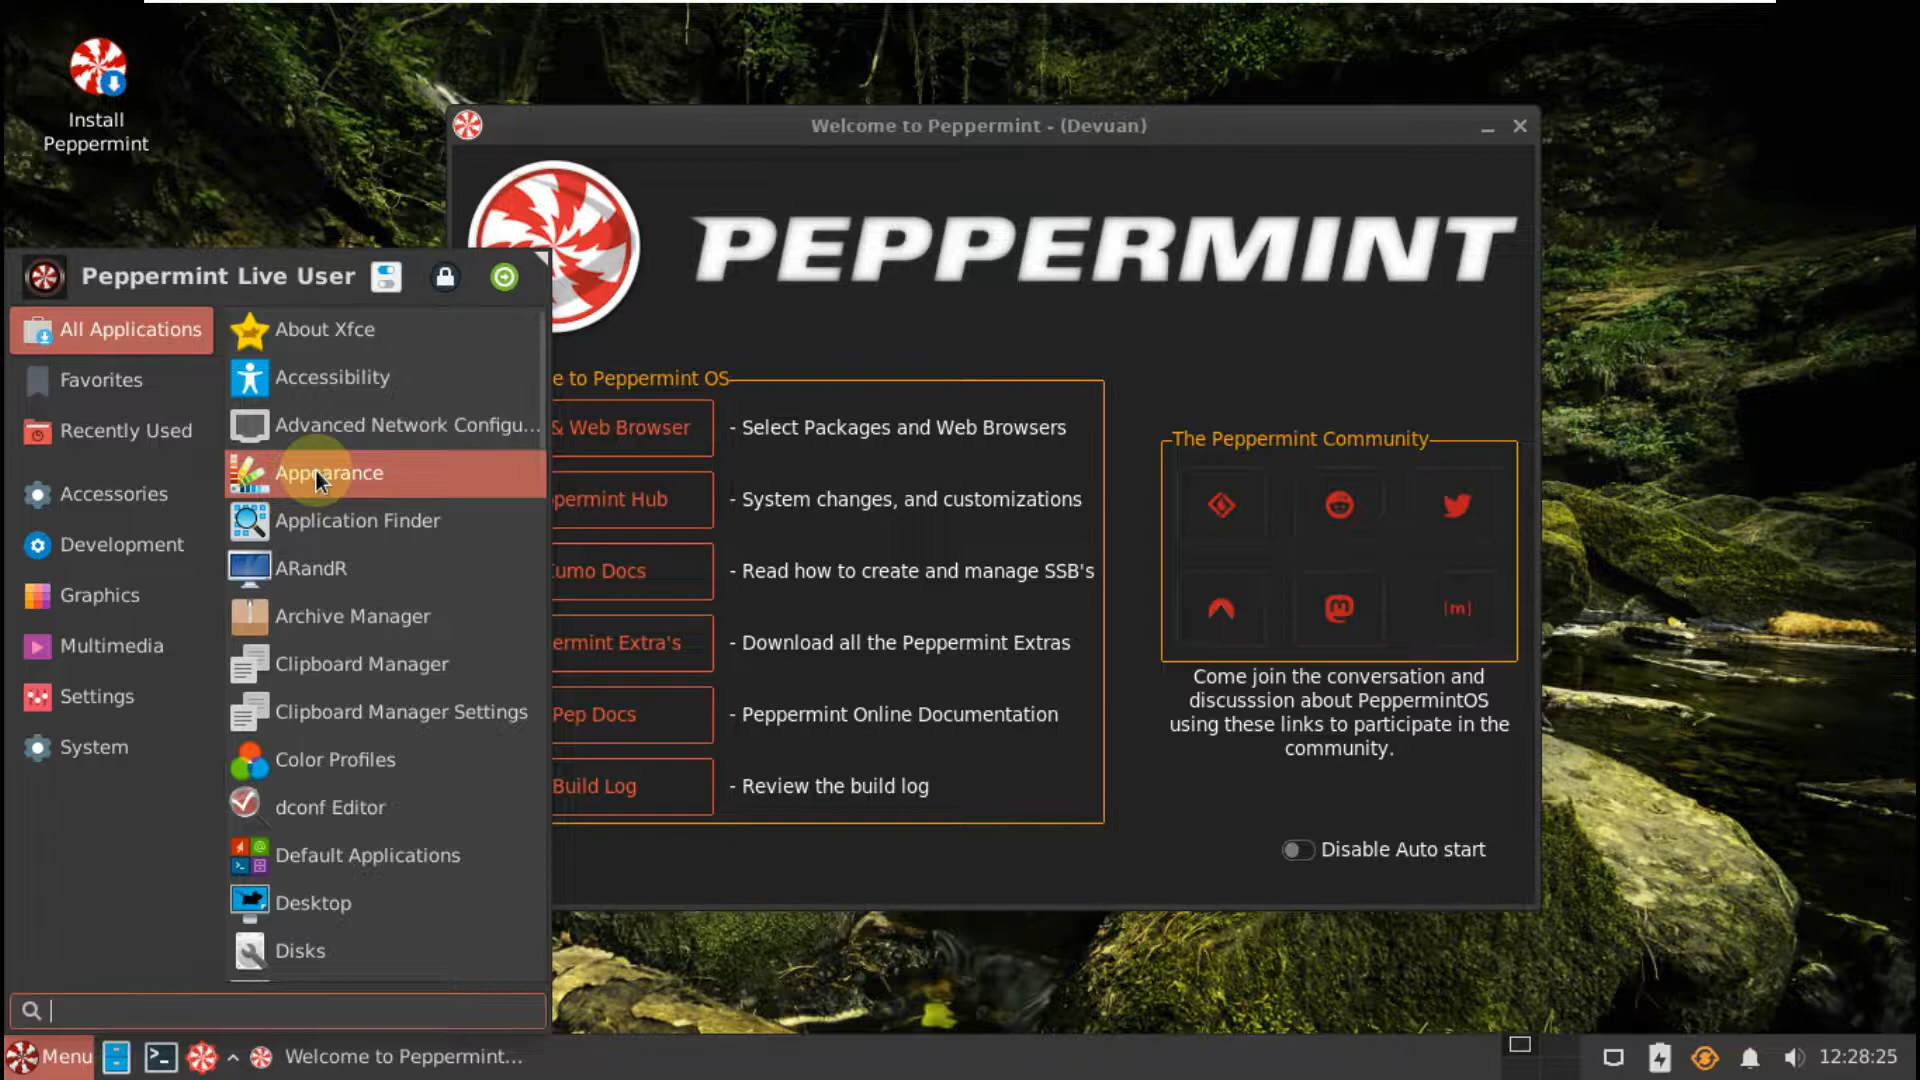 Install
Peppermint
Welcome to Peppermint - (Devuan)
PEPPERMINT
Peppermint Live User
All Applications
Favorites
Recently Used
Accessories
Development
Graphics
Multimedia
Settings
System
About Xfce
Accessibility
Advanced Network Configu...
Appearance
Application Finder
ARandR
Archive Manager
Clipboard Manager
Clipboard Manager Settings
Color Profiles
dconf Editor
Default Applications
Desktop
Disks
e to Peppermint OS
& Web Browser - Select Packages and Web Browsers
permint Hub - System changes, and customizations
umo Docs - Read how to create and manage SSB's
ermint Extra's - Download all the Peppermint Extras
Pep Docs - Peppermint Online Documentation
Build Log - Review the build log
The Peppermint Community
[m]
Come join the conversation and
discusssion about PeppermintOS
using these links to participate in the
community.
Disable Auto start
Menu
Welcome to Peppermint...
12:28:25